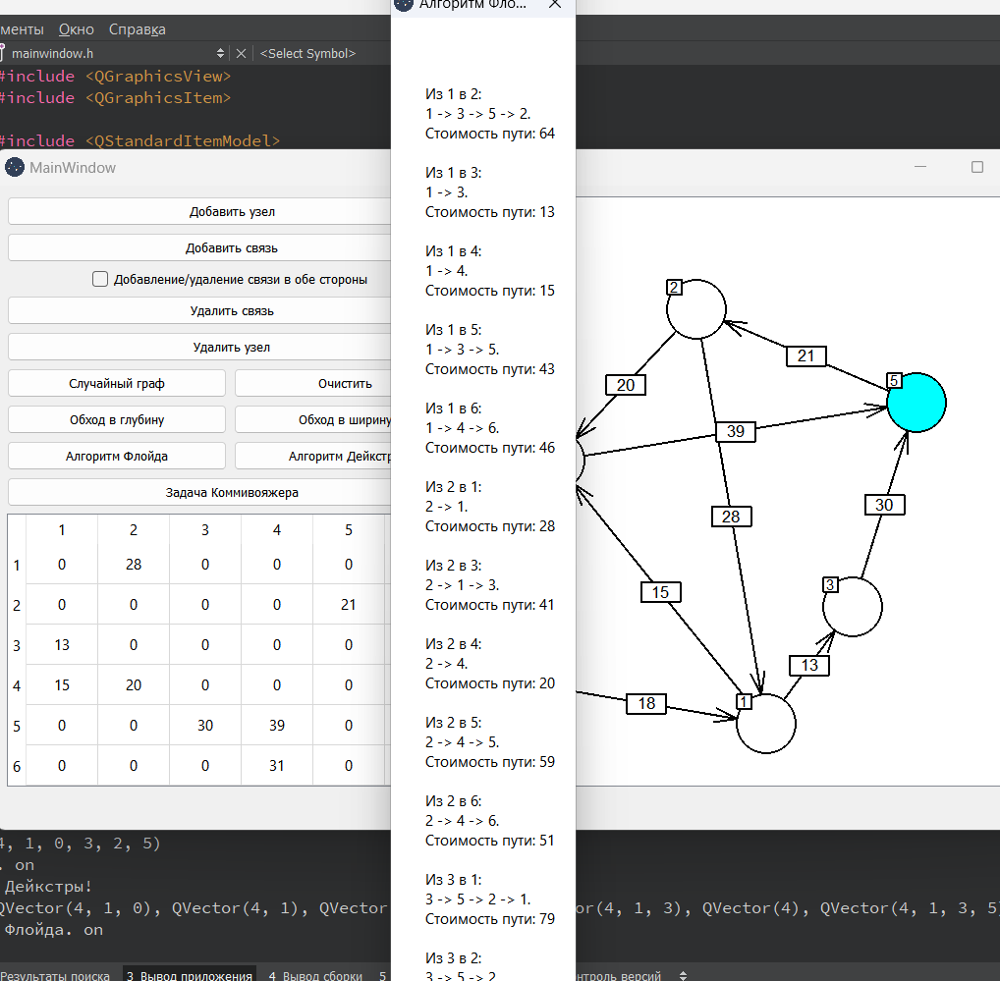 менты Окно Справка
mainwindow.h <Select Symbol>
#include <QGraphicsView>
#include <QGraphicsItem>
#include <QStandardItemModel>
MainWindow
Добавить узел
Добавить связь
Добавление/удаление связи в обе стороны
Удалить связь
Удалить узел
Случайный граф Очистить
Обход в глубину Обход в ширину
Алгоритм Флойда Алгоритм Дейкстр
Задача Коммивояжера
1 2 3 4 5
1 0 28 0 0 0
2 0 0 0 0 21
3 13 0 0 0 0
4 15 20 0 0 0
5 0 0 30 39 0
6 0 0 0 31 0
Алгоритм Фло...
Из 1 в 2:
1 -> 3 -> 5 -> 2.
Стоимость пути: 64
Из 1 в 3:
1 -> 3.
Стоимость пути: 13
Из 1 в 4:
1 -> 4.
Стоимость пути: 15
Из 1 в 5:
1 -> 3 -> 5.
Стоимость пути: 43
Из 1 в 6:
1 -> 4 -> 6.
Стоимость пути: 46
Из 2 в 1:
2 -> 1.
Стоимость пути: 28
Из 2 в 3:
2 -> 1 -> 3.
Стоимость пути: 41
Из 2 в 4:
2 -> 4.
Стоимость пути: 20
Из 2 в 5:
2 -> 4 -> 5.
Стоимость пути: 59
Из 2 в 6:
2 -> 4 -> 6.
Стоимость пути: 51
Из 3 в 1:
3 -> 5 -> 2 -> 1.
Стоимость пути: 79
Из 3 в 2:
3 -> 5 -> 2.
2
21
5
20
39
28
30
15
3
13
18
1
4, 1, 0, 3, 2, 5)
. on
Дейкстры!
QVector(4, 1, 0), QVector(4, 1), QVector or(4, 1, 3), QVector(4), QVector(4, 1, 3, 5
Флойда. on
Результаты поиска 3 Вывод приложения 4 Вывод сборки 5 нтроль версий